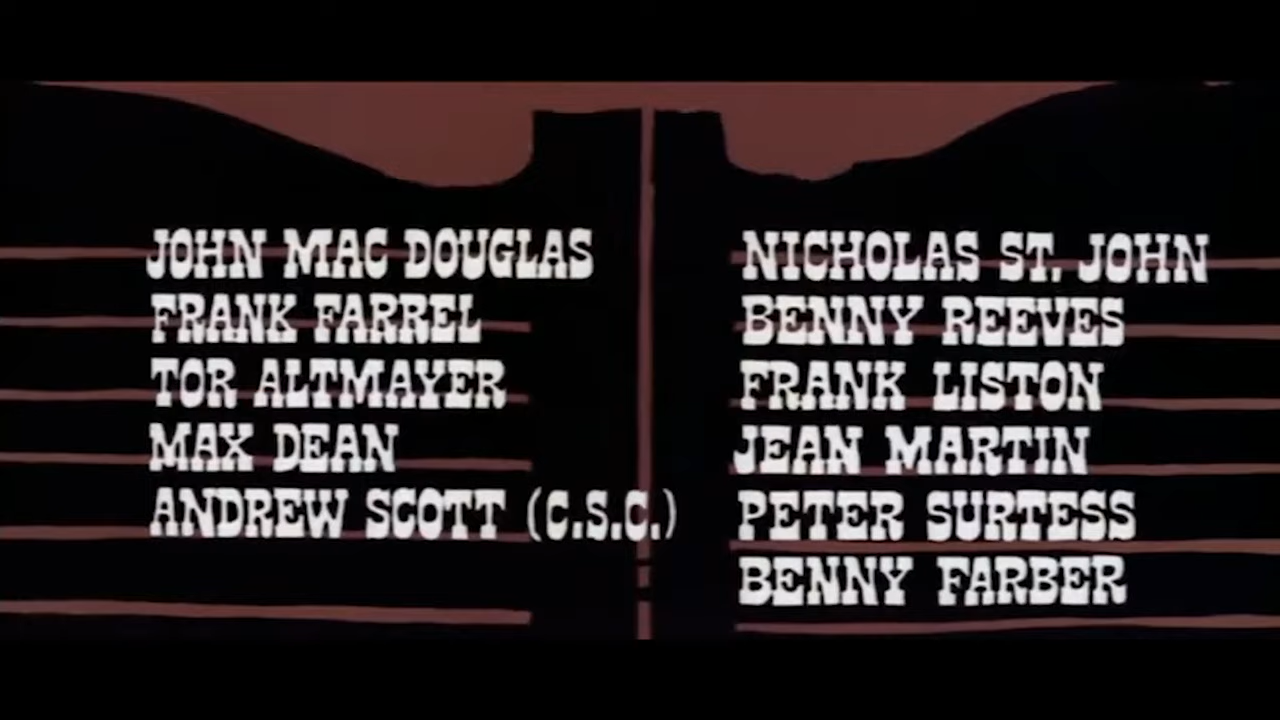 JOHN MAC DOUGLAS
FRANK FARREL
TOR ALTMAYER
MAX DEAN
ANDREW SCOTT (C.S.C.)
NICHOLAS ST. JOHN
BENNY REEVES
FRANK LISTON
JEAN MARTIN
PETER SURTESS
BENNY FARBER